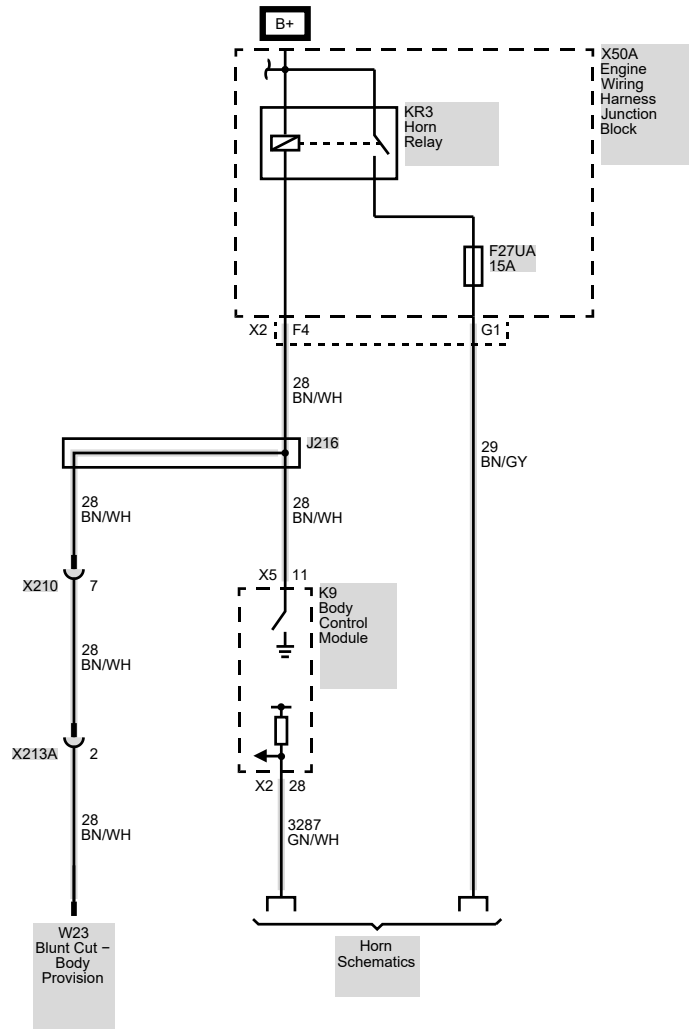 B+
X50A
Engine
Wiring
Harness
Junction
Block
KR3
Horn
Relay
F27UA
15A
X2 F4 G1
28
BN/WH
J216
29
BN/GY
28
BN/WH
28
BN/WH
X5 11
X210 7
K9
Body
Control
Module
28
BN/WH
X213A 2
X2 28
28
BN/WH
3287
GN/WH
W23
Blunt Cut –
Body
Provision
Horn
Schematics